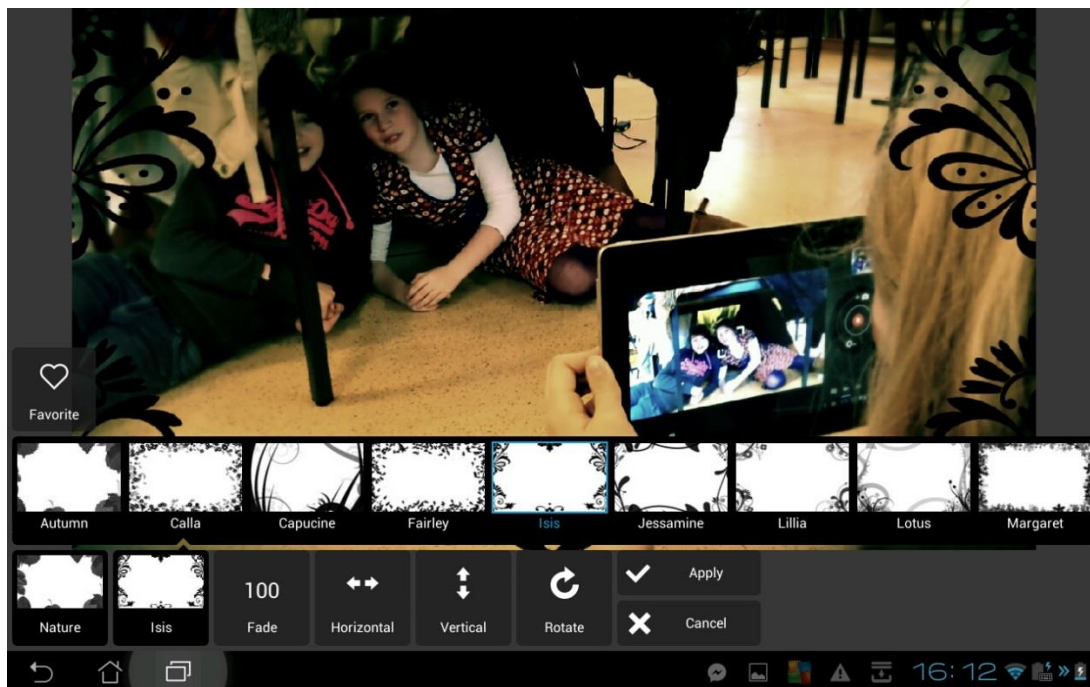 Favorite
Autumn Calla Capucine Fairley Isis Jessamine Lillia Lotus Margaret
100 Apply
Nature Isis Fade Horizontal Vertical Rotate Cancel
16:12